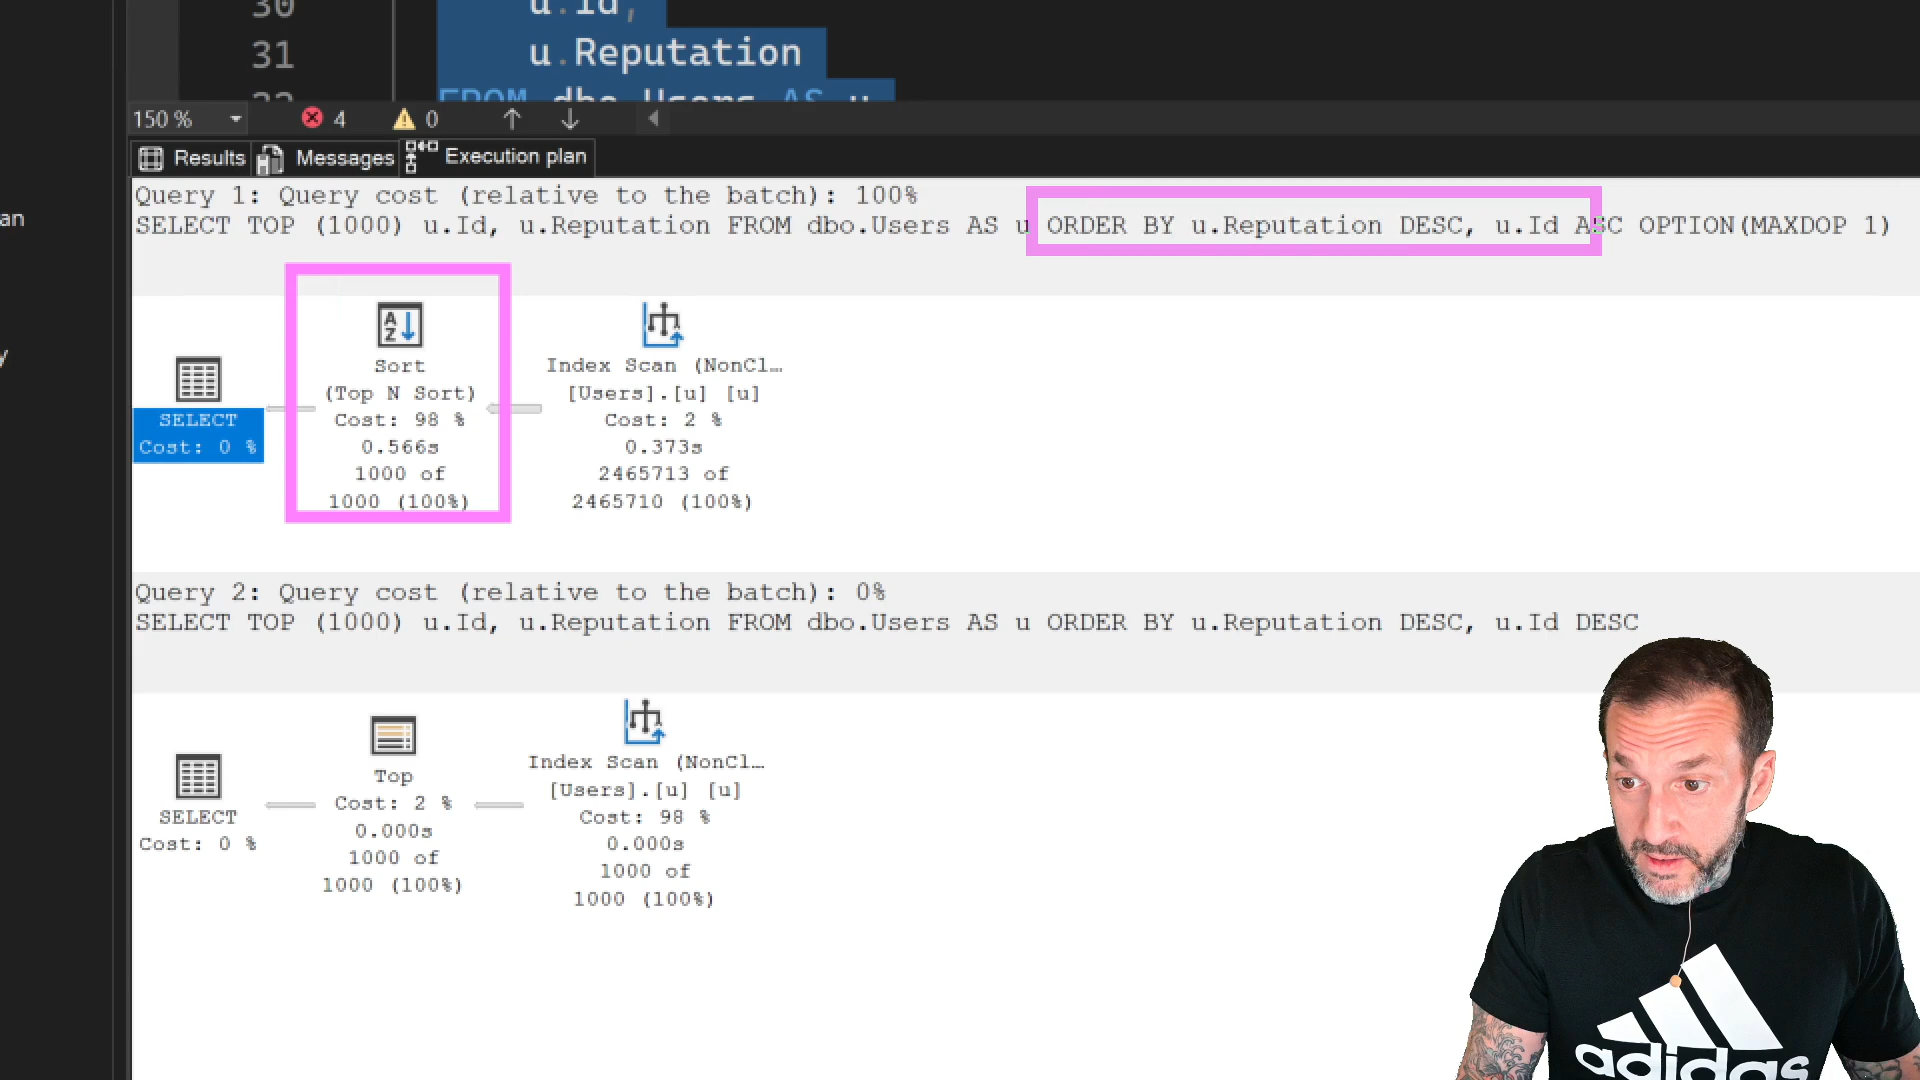 30 u.Id,
31 u.Reputation
FROM dbo.Users AS u
150 % 4 0
Results Messages Execution plan
Query 1: Query cost (relative to the batch): 100%
SELECT TOP (1000) u.Id, u.Reputation FROM dbo.Users AS u ORDER BY u.Reputation DESC, u.Id ASC OPTION(MAXDOP 1)
an
y
SELECT
Cost: 0 %
Sort
(Top N Sort)
Cost: 98 %
0.566s
1000 of
1000 (100%)
Index Scan (NonCl…
[Users].[u] [u]
Cost: 2 %
0.373s
2465713 of
2465710 (100%)
Query 2: Query cost (relative to the batch): 0%
SELECT TOP (1000) u.Id, u.Reputation FROM dbo.Users AS u ORDER BY u.Reputation DESC, u.Id DESC
SELECT
Cost: 0 %
Top
Cost: 2 %
0.000s
1000 of
1000 (100%)
Index Scan (NonCl…
[Users].[u] [u]
Cost: 98 %
0.000s
1000 of
1000 (100%)
adidas